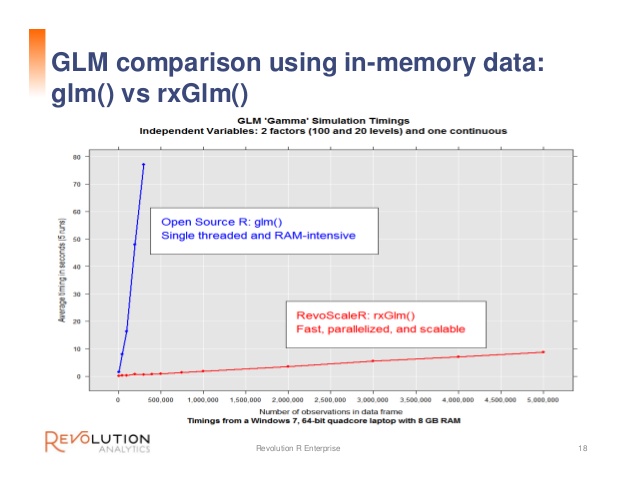 GLM comparison using in-memory data:
glm() vs rxGlm()
GLM 'Gamma' Simulation Timings
Independent Variables: 2 factors (100 and 20 levels) and one continuous
80
70
60
50
40
30
20
10
0
Average timing in seconds (5 runs)
Open Source R: glm()
Single threaded and RAM-intensive
RevoScaleR: rxGlm()
Fast, parallelized, and scalable
0 500,000 1,000,000 1,500,000 2,000,000 2,500,000 3,000,000 3,500,000 4,000,000 4,500,000 5,000,000
Number of observations in data frame
Timings from a Windows 7, 64-bit quadcore laptop with 8 GB RAM
REVOLUTION
ANALYTICS
Revolution R Enterprise
18